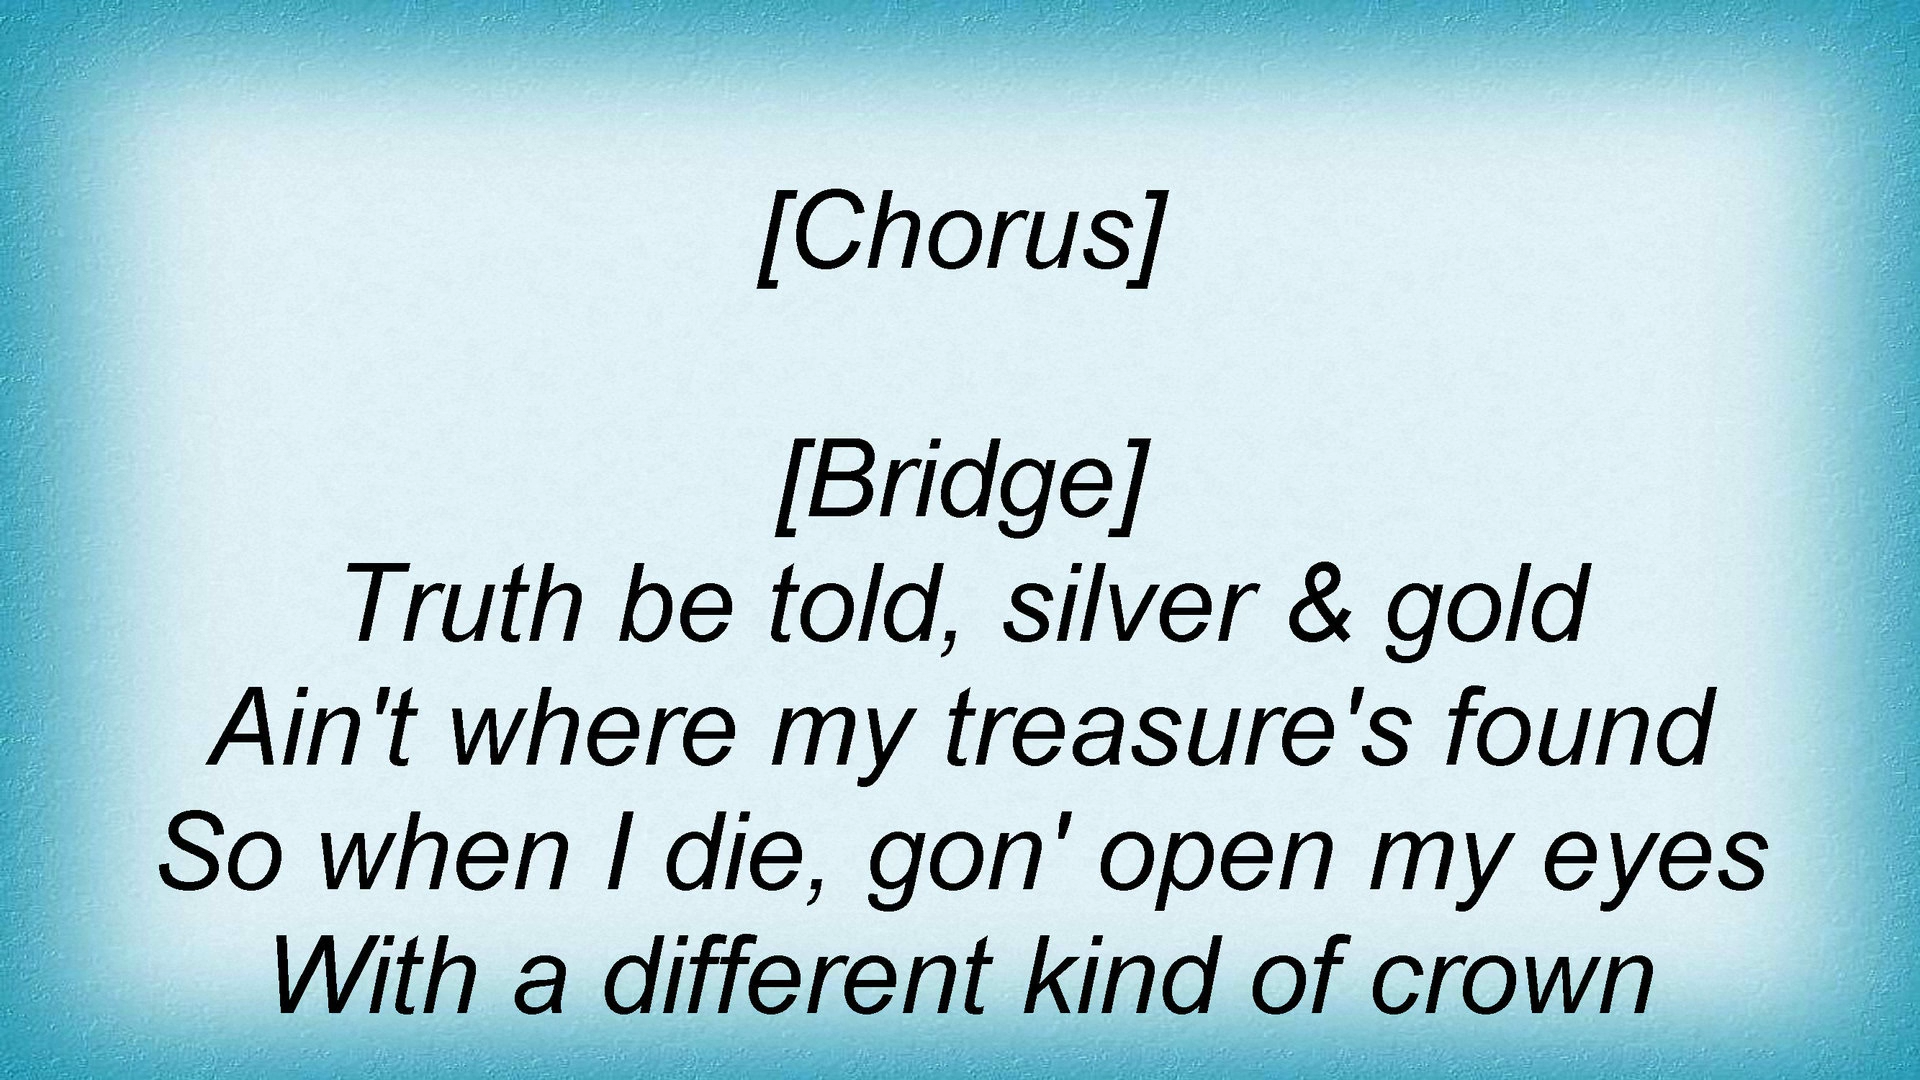 [Chorus]
[Bridge]
Truth be told, silver & gold
Ain't where my treasure's found
So when I die, gon' open my eyes
With a different kind of crown